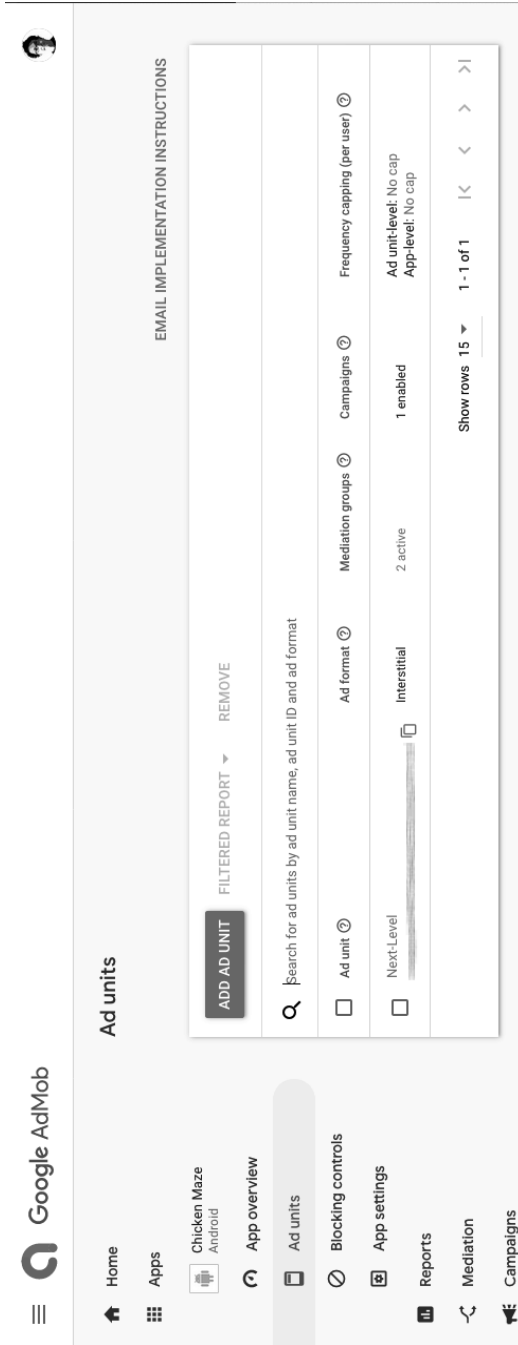 Google AdMob
Home
Apps
Chicken Maze
Android
App overview
Ad units
Blocking controls
App settings
Reports
Mediation
Campaigns
Ad units
EMAIL IMPLEMENTATION INSTRUCTIONS
ADD AD UNIT FILTERED REPORT REMOVE
Search for ad units by ad unit name, ad unit ID and ad format
Ad unit Ad format Mediation groups Campaigns Frequency capping (per user)
Next-Level Interstitial 2 active 1 enabled Ad unit-level: No cap
App-level: No cap
Show rows 15 1 - 1 of 1